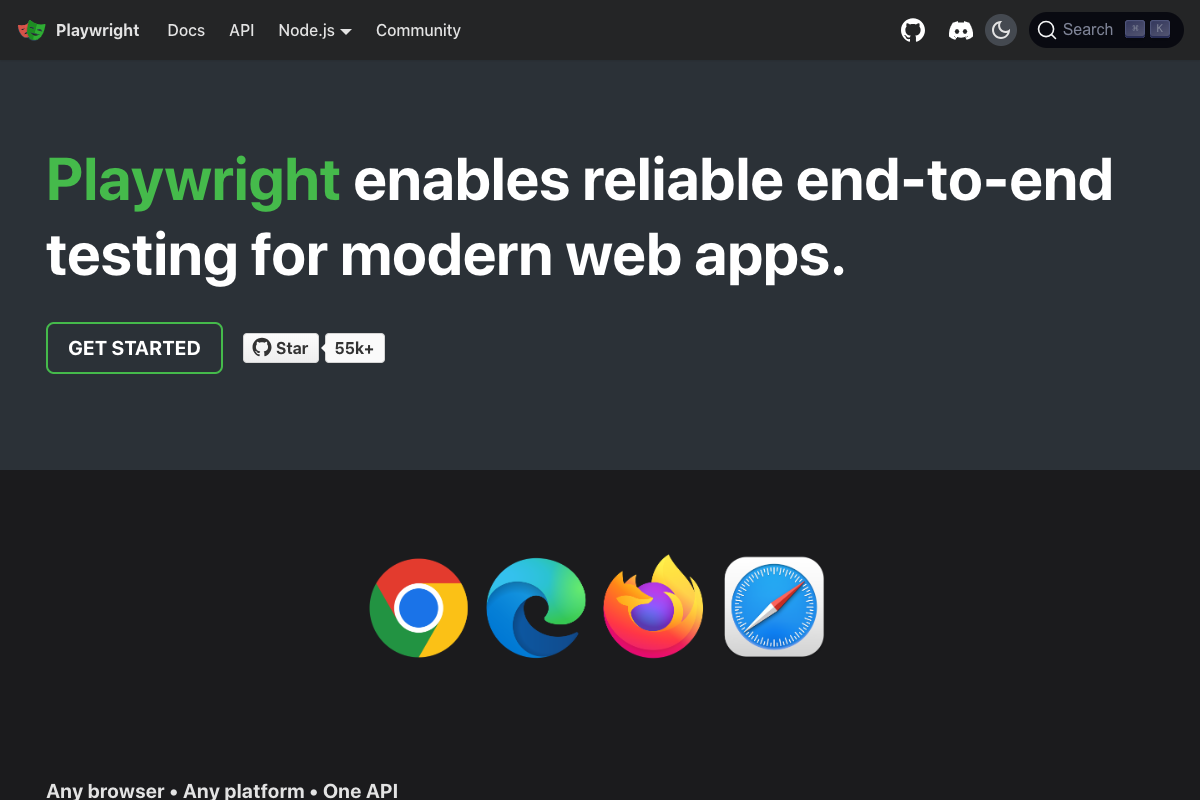 Playwright Docs API Node.js Community Search ⌘ K
Playwright enables reliable end-to-end
testing for modern web apps.
GET STARTED Star 55k+
Any browser • Any platform • One API